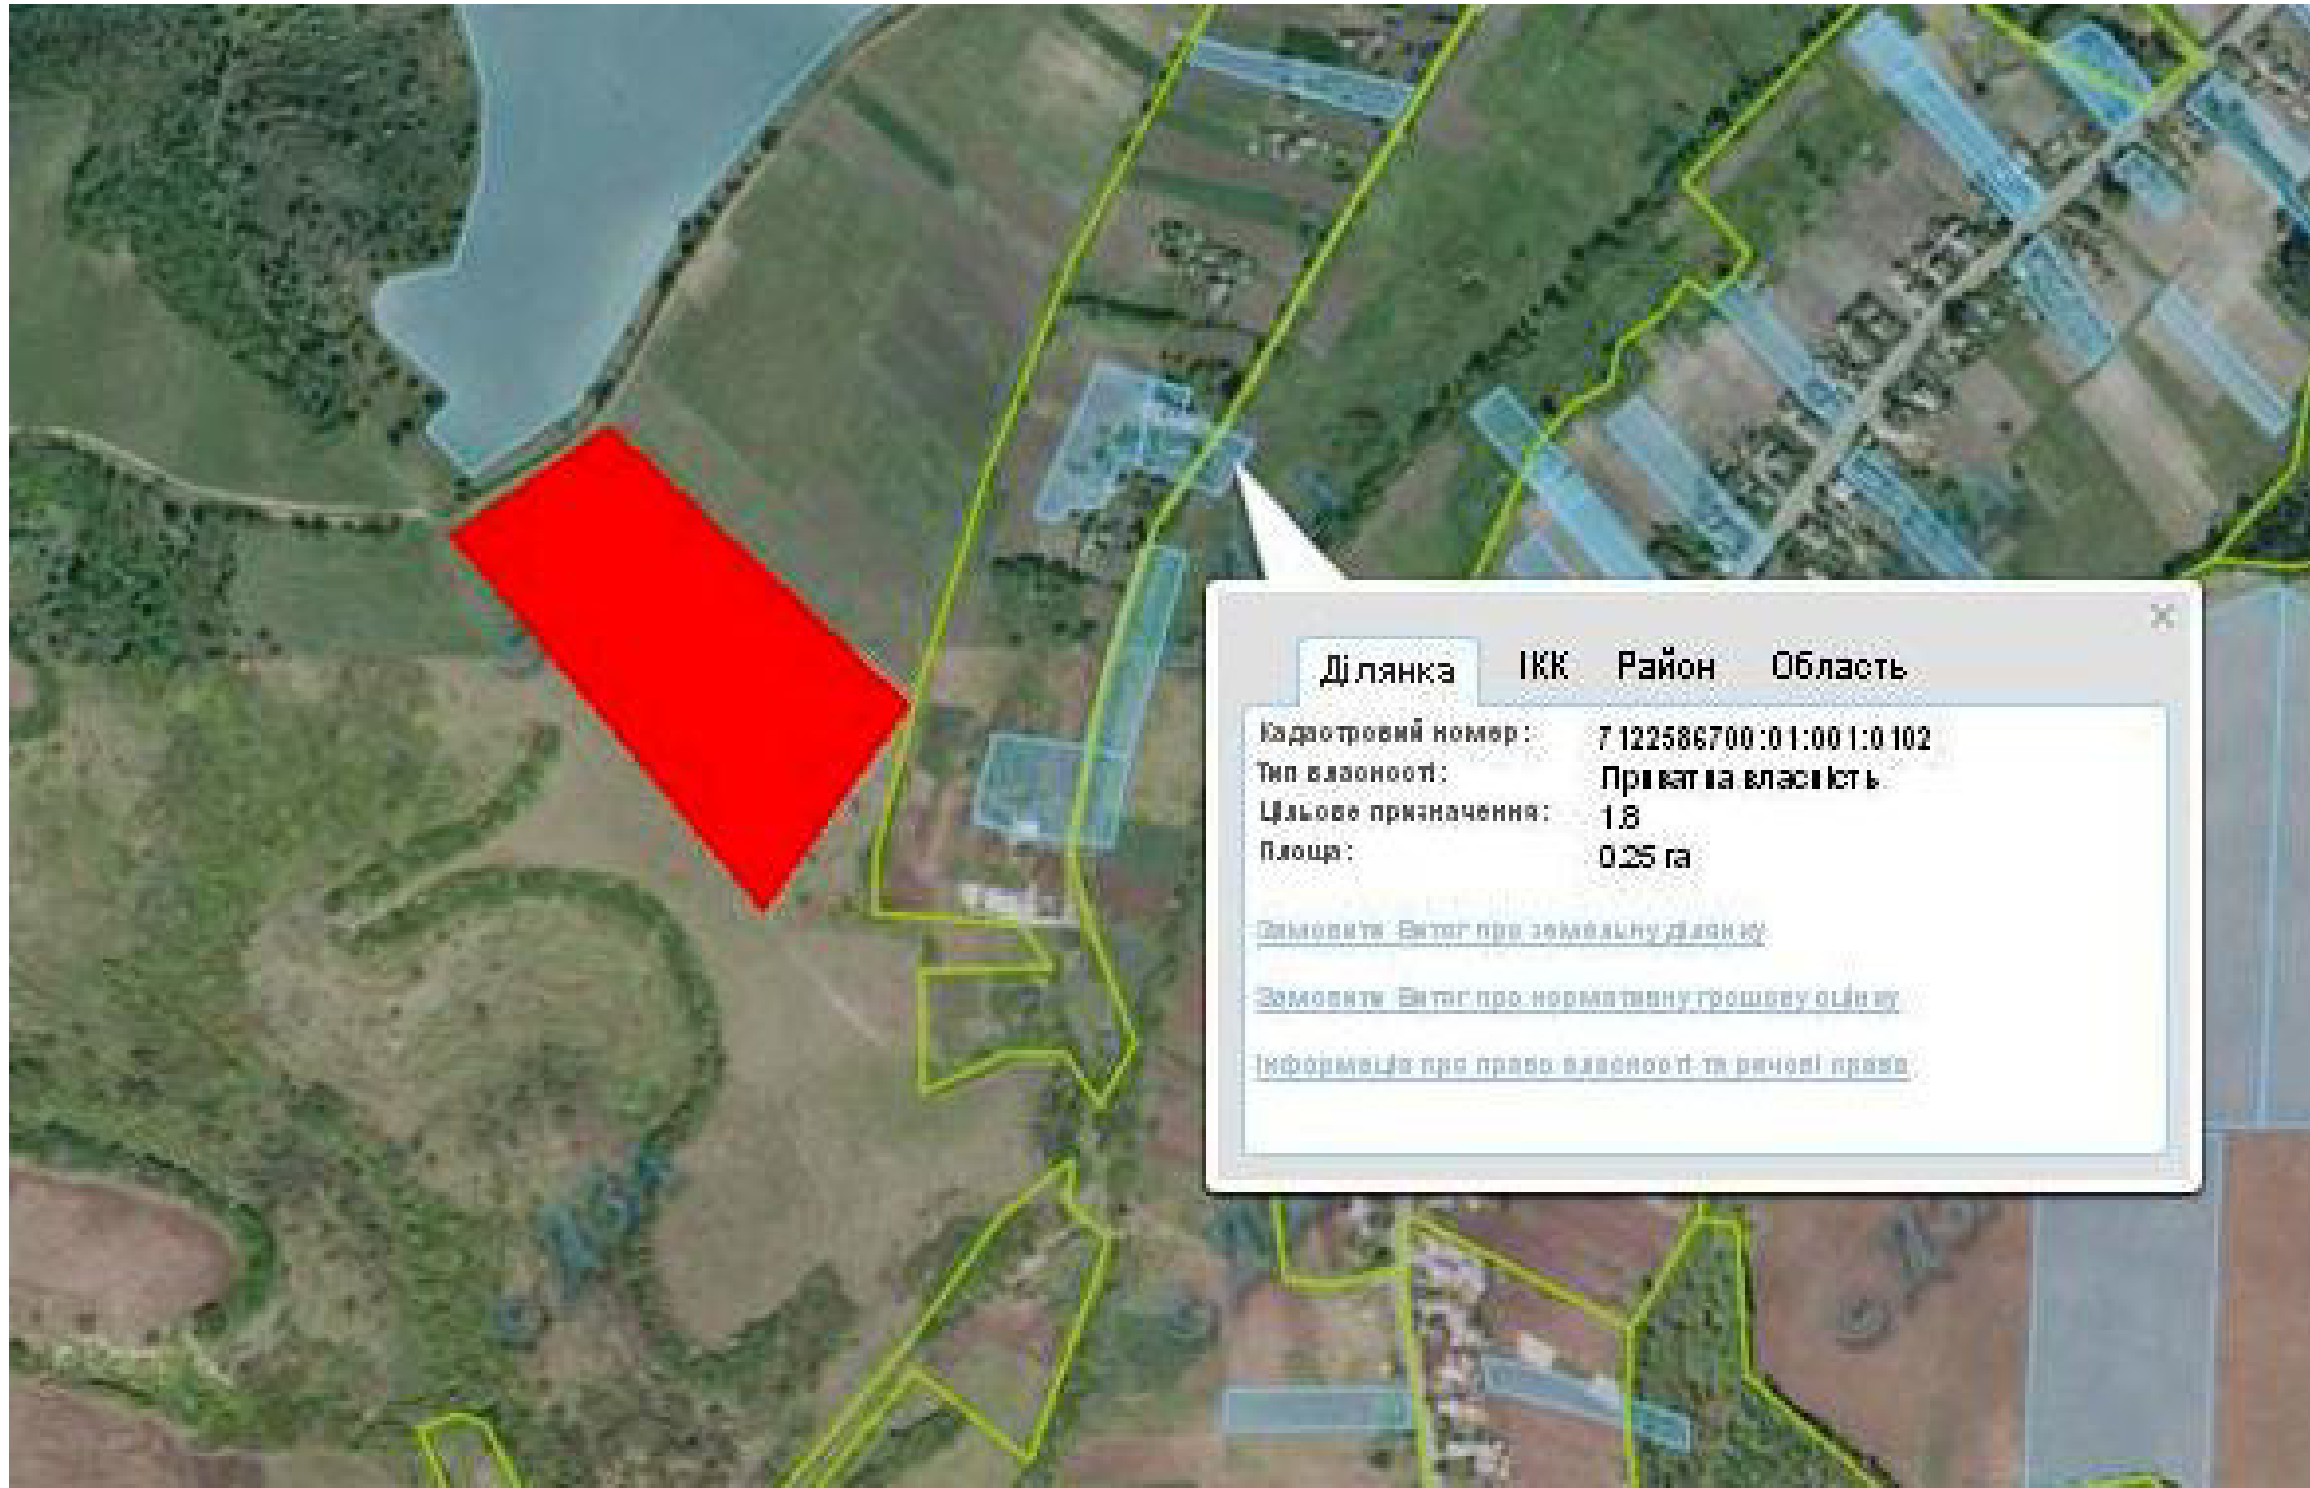 Ділянка ІКК Район Область
Кадастровий номер: 7122586700:01:001:0102
Тип власності: Приватна власність
Цільове призначення: 1.8
Площа: 0.25 га
Замовити Витяг про земельну ділянку
Замовити Витяг про нормативну грошову оцінку
Інформація про право власності та речові права